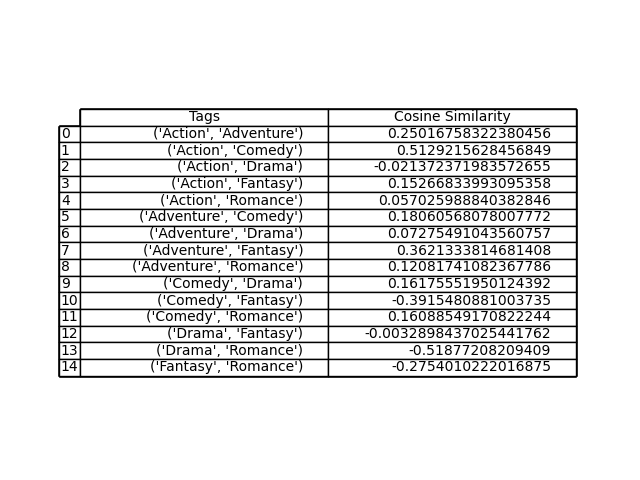 Tags Cosine Similarity
0 ('Action', 'Adventure') 0.25016758322380456
1 ('Action', 'Comedy') 0.5129215628456849
2 ('Action', 'Drama') -0.021372371983572655
3 ('Action', 'Fantasy') 0.15266833993095358
4 ('Action', 'Romance') 0.057025988840382846
5 ('Adventure', 'Comedy') 0.18060568078007772
6 ('Adventure', 'Drama') 0.07275491043560757
7 ('Adventure', 'Fantasy') 0.3621333814681408
8 ('Adventure', 'Romance') 0.12081741082367786
9 ('Comedy', 'Drama') 0.16175551950124392
10 ('Comedy', 'Fantasy') -0.3915480881003735
11 ('Comedy', 'Romance') 0.16088549170822244
12 ('Drama', 'Fantasy') -0.0032898437025441762
13 ('Drama', 'Romance') -0.51877208209409
14 ('Fantasy', 'Romance') -0.2754010222016875